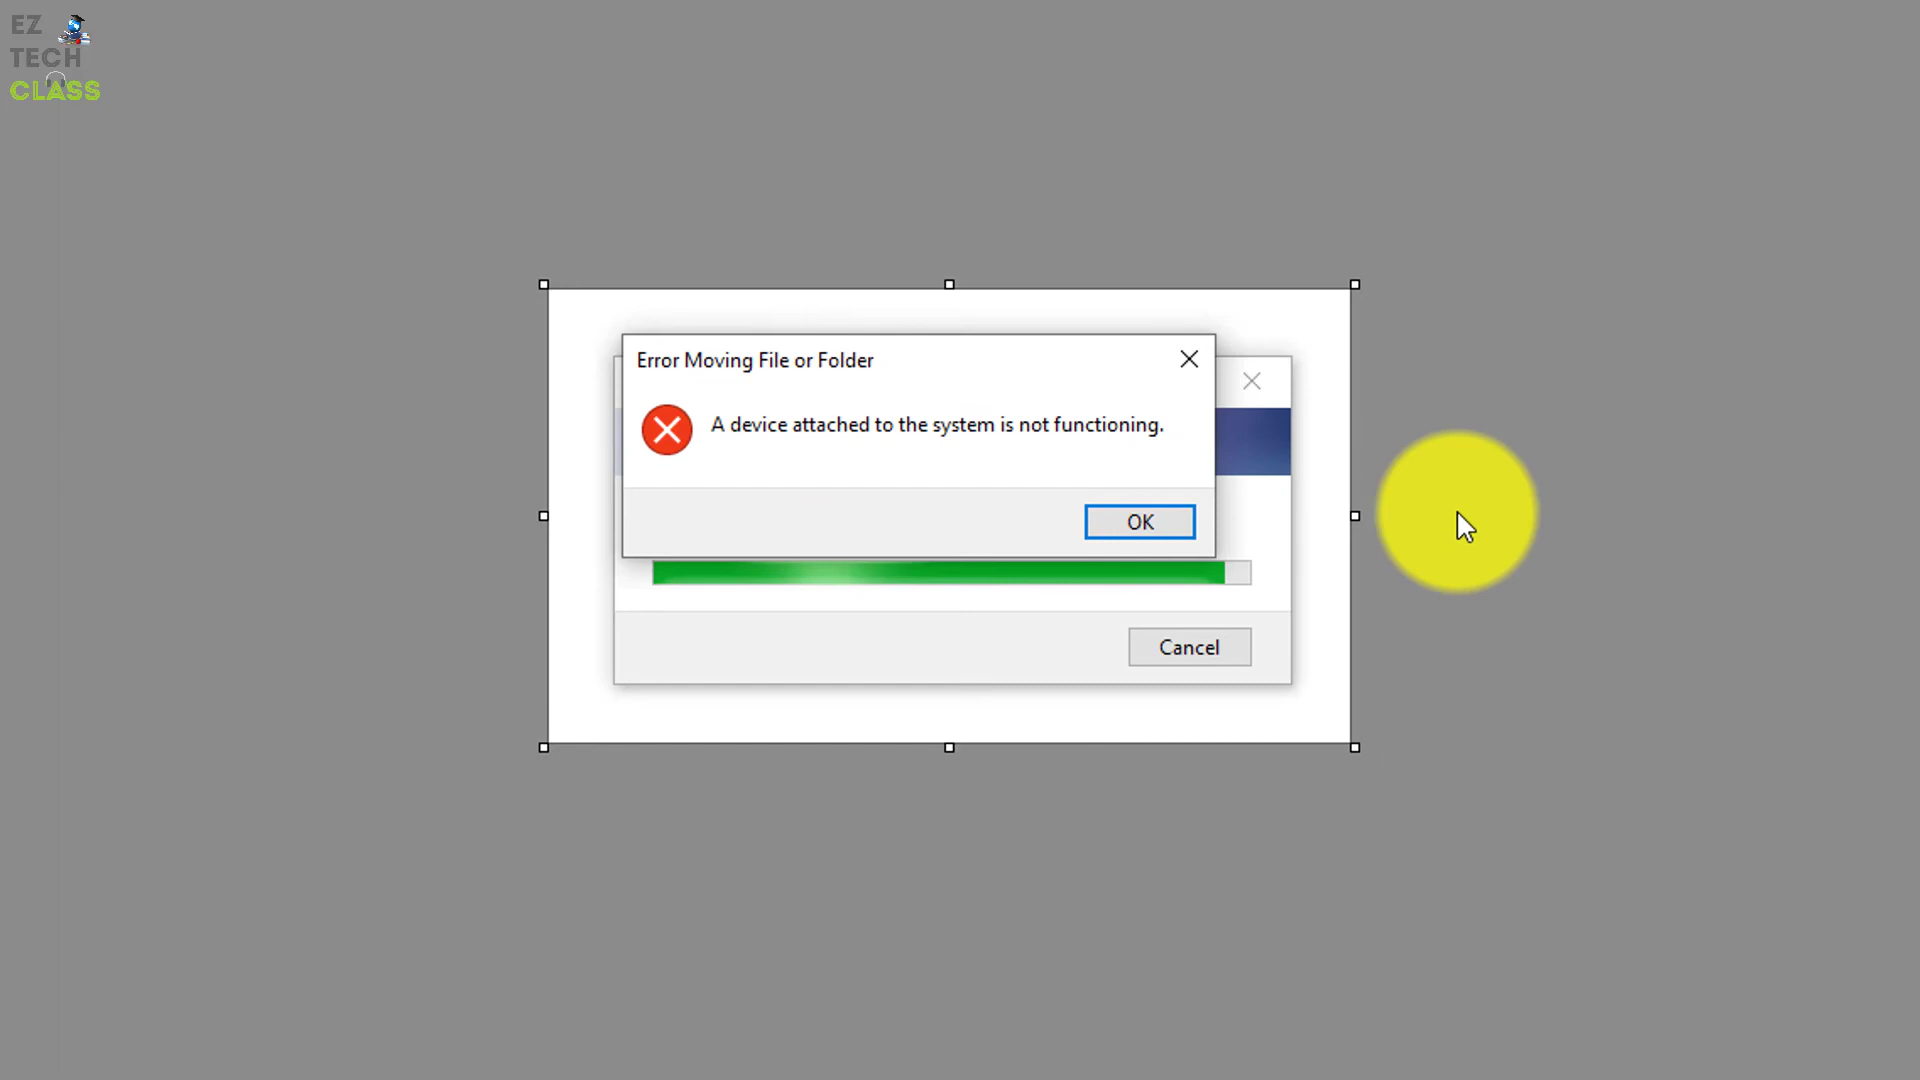 EZ
TECH
CLASS
Error Moving File or Folder
A device attached to the system is not functioning.
OK
Cancel